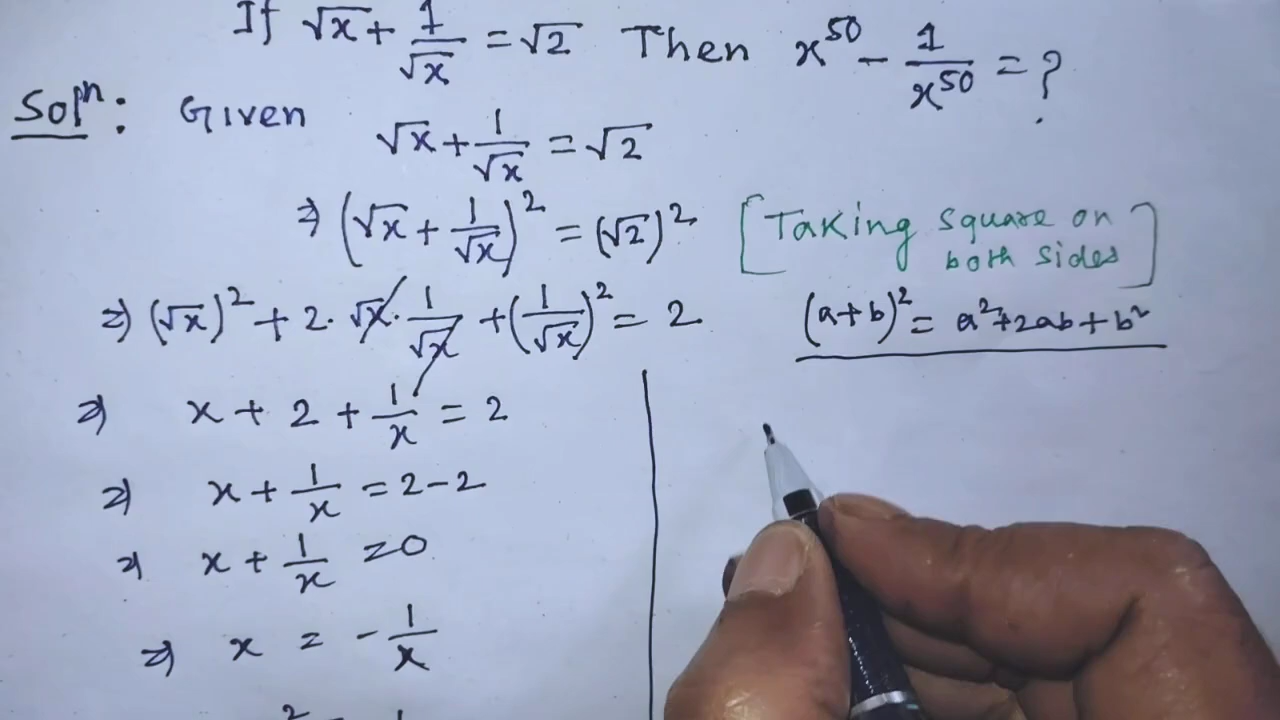 If √x + 1/√x = √2 Then x^50 - 1/x^50 = ?
Solⁿ: Given
√x + 1/√x = √2
⇒ (√x + 1/√x)² = (√2)² [Taking square on both sides]
⇒ (√x)² + 2·√x·1/√x + (1/√x)² = 2
(a+b)² = a²+2ab+b²
⇒ x + 2 + 1/x = 2
⇒ x + 1/x = 2-2
⇒ x + 1/x = 0
⇒ x = -1/x